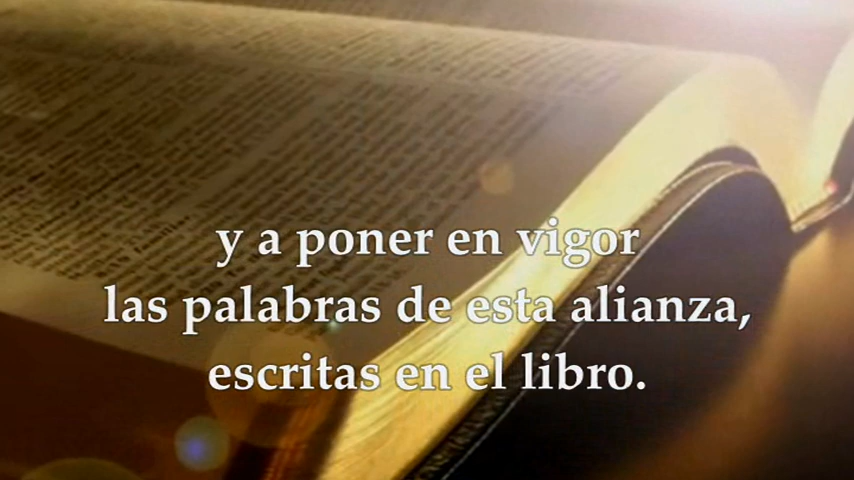 y a poner en vigor
las palabras de esta alianza,
escritas en el libro.